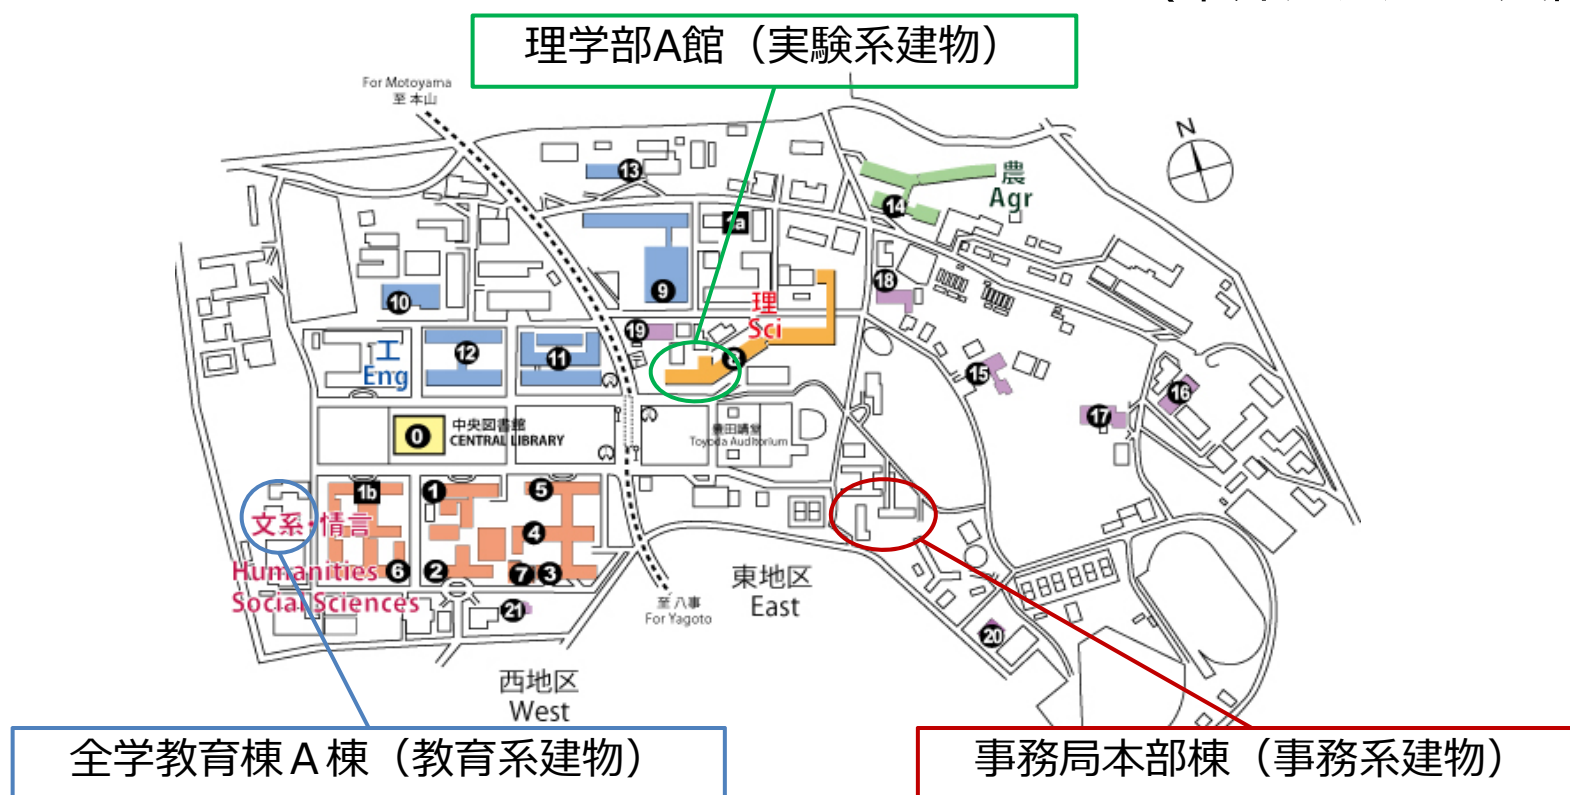 理学部A館（実験系建物）
For Motoyama
至 本山
N
13
農
Agr
14
1a
18
9
10
理
Sci
19
工
Eng
12
11
8
15
16
17
0
中央図書館
CENTRAL LIBRARY
豊田講堂
Toyoda Auditorium
1b
1
5
文系・情言
4
Humanities
6
2
7
3
Social Sciences
21
至 八事
For Yagoto
東地区
East
20
西地区
West
全学教育棟Ａ棟（教育系建物）
事務局本部棟（事務系建物）